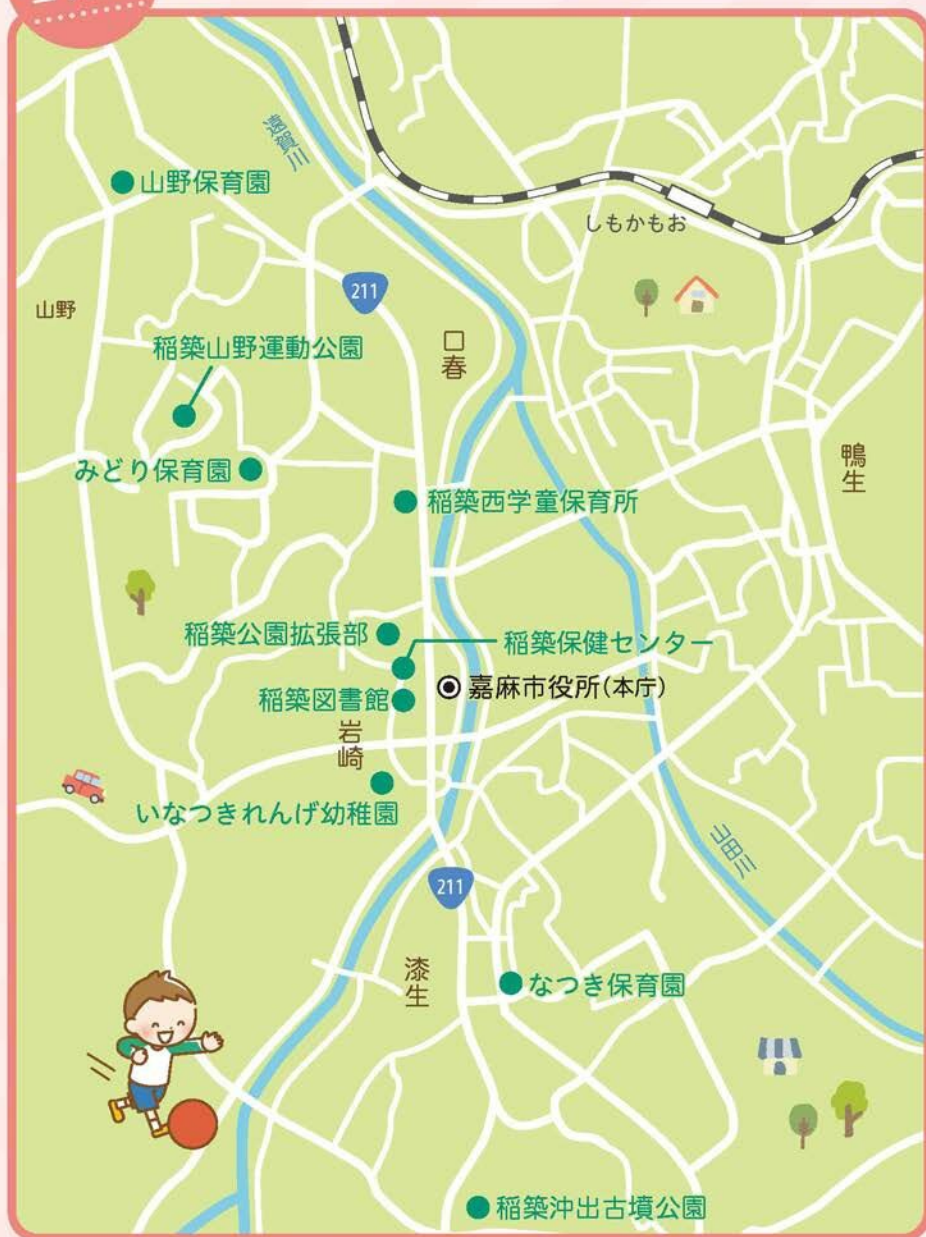 遠賀川
山野保育園
しもかもお
211
山野
稲築山野運動公園
口春
みどり保育園
鴨生
稲築西学童保育所
稲築公園拡張部
稲築保健センター
嘉麻市役所(本庁)
稲築図書館
岩崎
いなつきれんげ幼稚園
山田川
211
漆生
なつき保育園
稲築沖出古墳公園